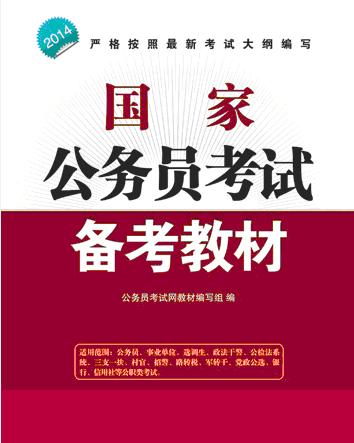 2014
严格按照最新考试大纲编写
国 家
公务员考试
备考教材
公务员考试网教材编写组 编
适用范围：公务员、事业单位、选调生、政法干警、公检法系
统、三支一扶、村官、招警、路转税、军转干、党政公选、银
行、信用社等公职类考试。